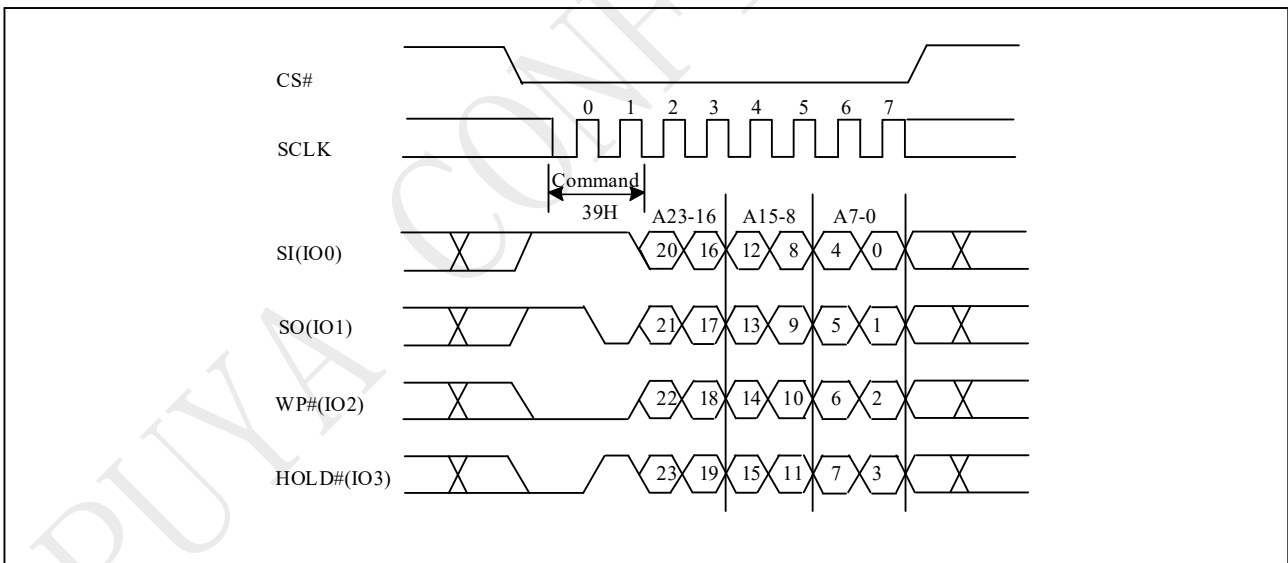 CS#
0 1 2 3 4 5 6 7
SCLK
Command
39H
A23-16 A15-8 A7-0
SI(IO0) 20 16 12 8 4 0
SO(IO1) 21 17 13 9 5 1
WP#(IO2) 22 18 14 10 6 2
HOLD#(IO3) 23 19 15 11 7 3
PUYA CONF